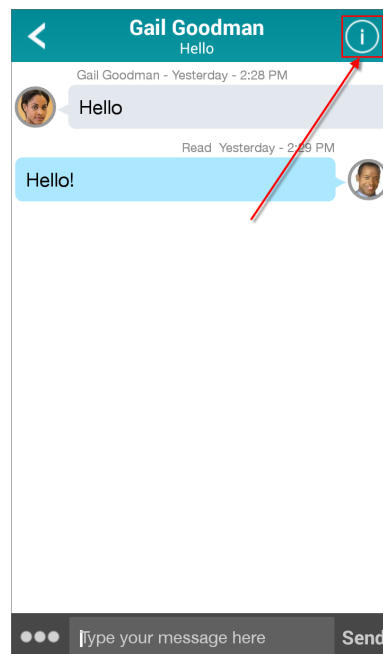 Gail Goodman
Hello
i
Gail Goodman - Yesterday - 2:28 PM
Hello
Read Yesterday - 2:29 PM
Hello!
Type your message here
Send